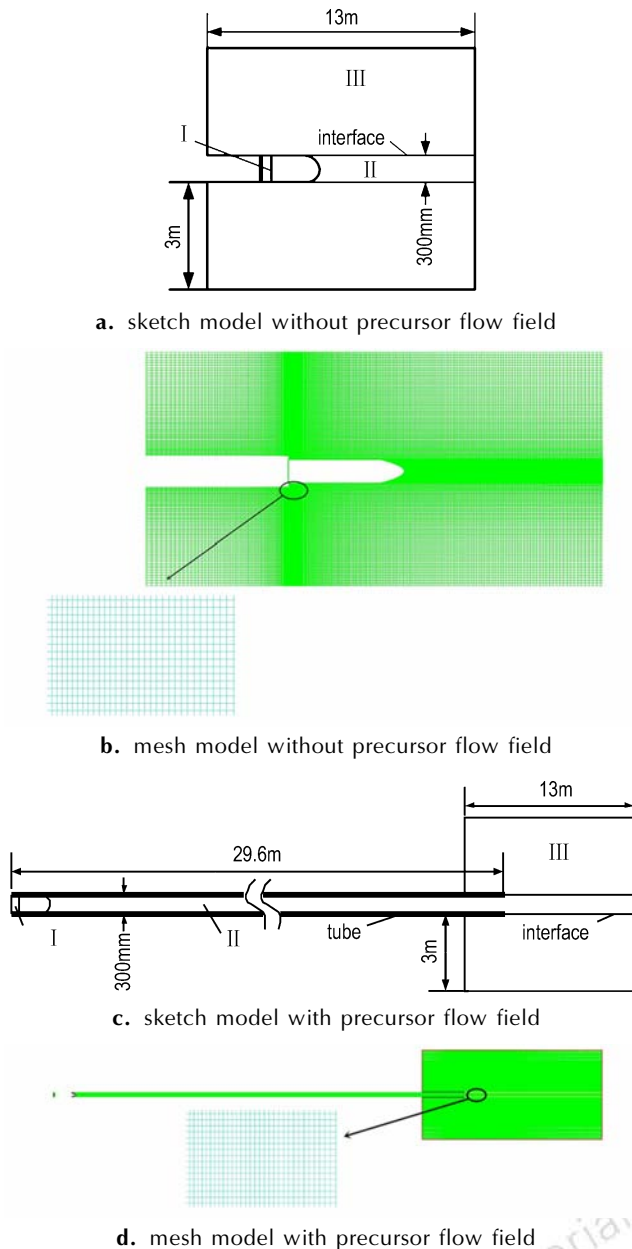 13m
III
I
interface
II
3m
300mm
a. sketch model without precursor flow field
b. mesh model without precursor flow field
13m
29.6m
III
I
300mm
II
tube
3m
interface
c. sketch model with precursor flow field
d. mesh model with precursor flow field